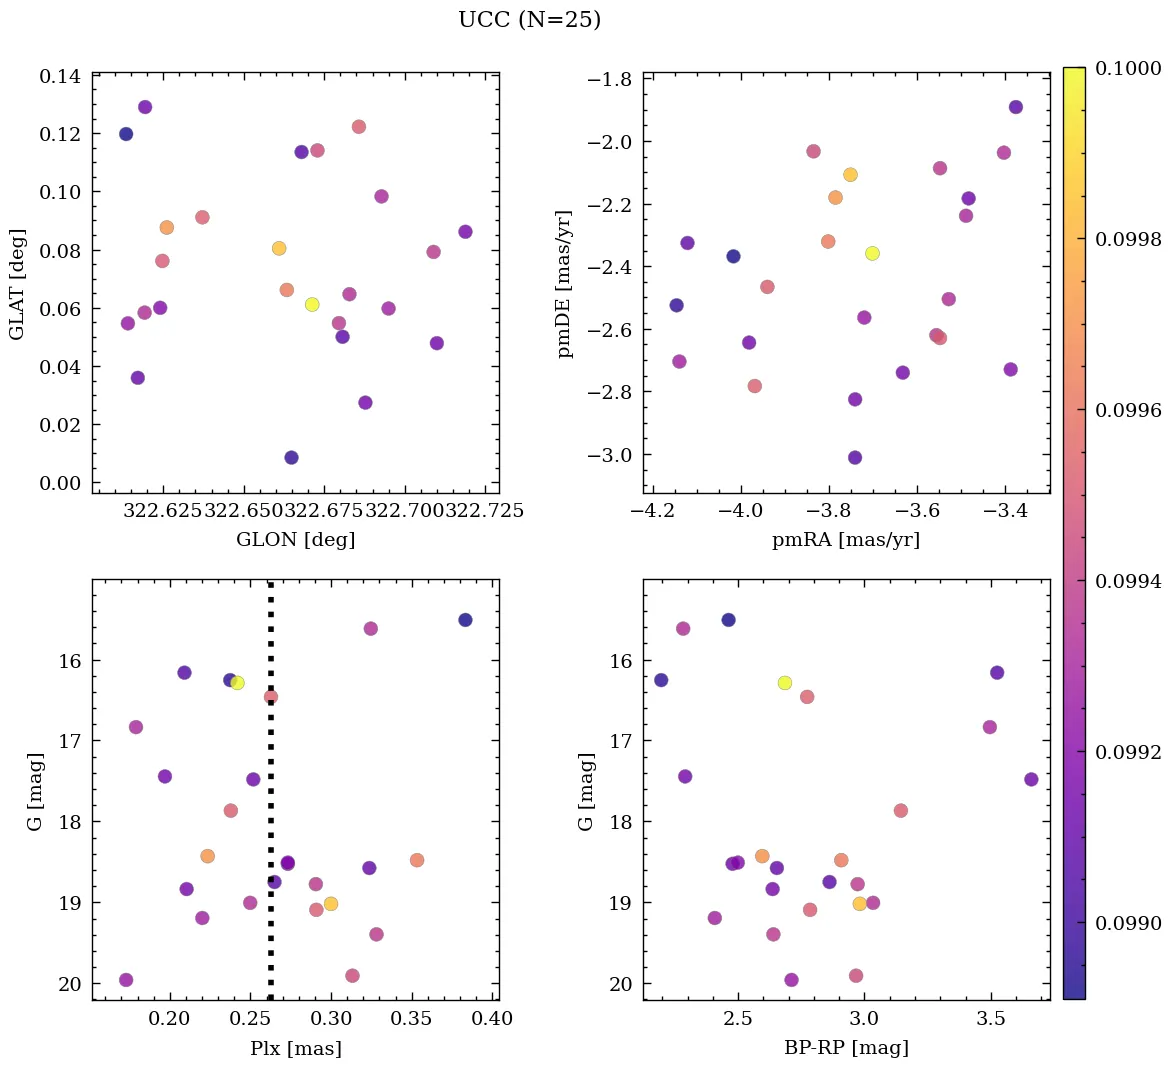 UCC (N=25)
0.14
0.12
0.10
0.08
0.06
0.04
0.02
0.00
GLAT [deg]
322.625 322.650 322.675 322.700 322.725
GLON [deg]
−1.8
−2.0
−2.2
−2.4
−2.6
−2.8
−3.0
pmDE [mas/yr]
−4.2 −4.0 −3.8 −3.6 −3.4
pmRA [mas/yr]
16
17
18
19
20
G [mag]
0.20 0.25 0.30 0.35 0.40
Plx [mas]
16
17
18
19
20
G [mag]
2.5 3.0 3.5
BP-RP [mag]
0.1000
0.0998
0.0996
0.0994
0.0992
0.0990